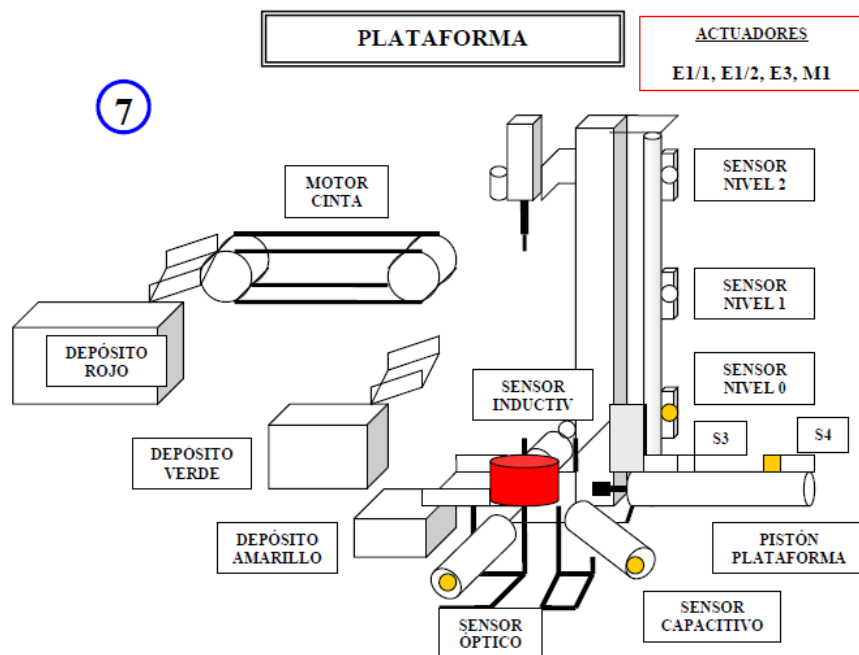 PLATAFORMA
ACTUADORES
E1/1, E1/2, E3, M1
7
MOTOR
CINTA
SENSOR
NIVEL 2
SENSOR
NIVEL 1
DEPÓSITO
ROJO
SENSOR
NIVEL 0
SENSOR
INDUCTIV
S3
S4
DEPÓSITO
VERDE
DEPÓSITO
AMARILLO
PISTÓN
PLATAFORMA
SENSOR
ÓPTICO
SENSOR
CAPACITIVO